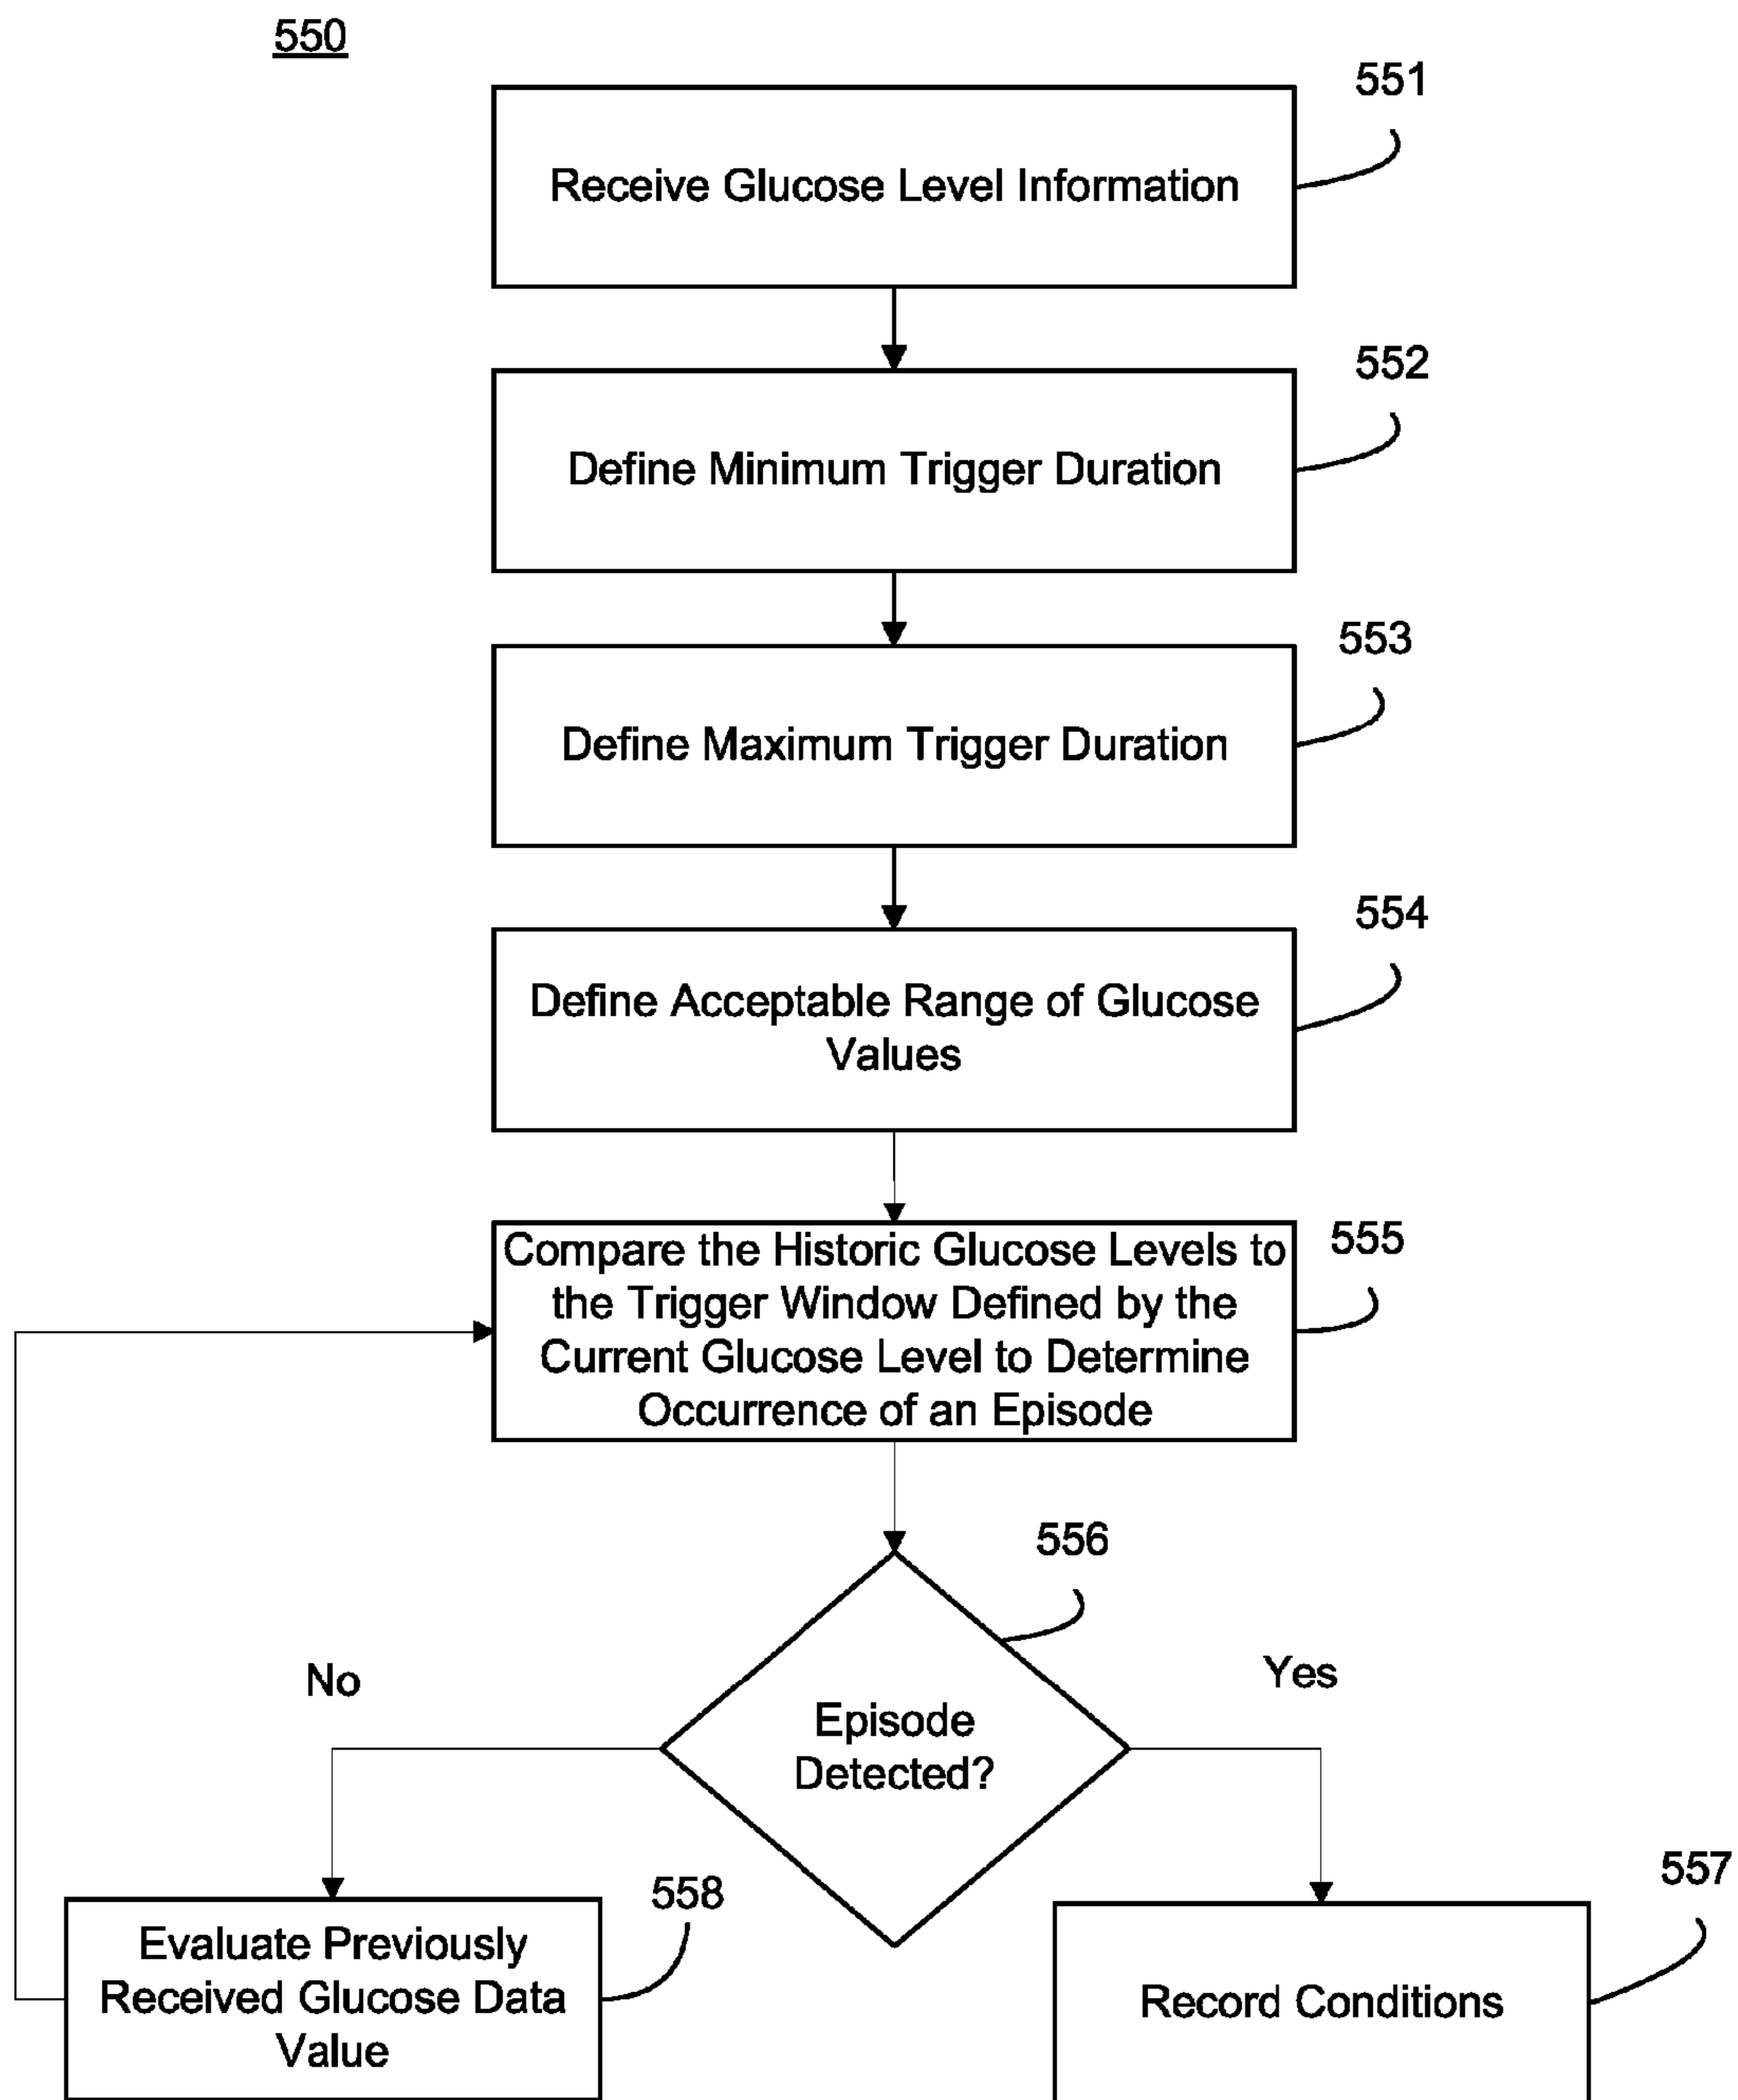 550
551
Receive Glucose Level Information
552
Define Minimum Trigger Duration
553
Define Maximum Trigger Duration
554
Define Acceptable Range of Glucose
Values
555
Compare the Historic Glucose Levels to
the Trigger Window Defined by the
Current Glucose Level to Determine
Occurrence of an Episode
556
No
Yes
Episode
Detected?
558
Evaluate Previously
Received Glucose Data
Value
557
Record Conditions